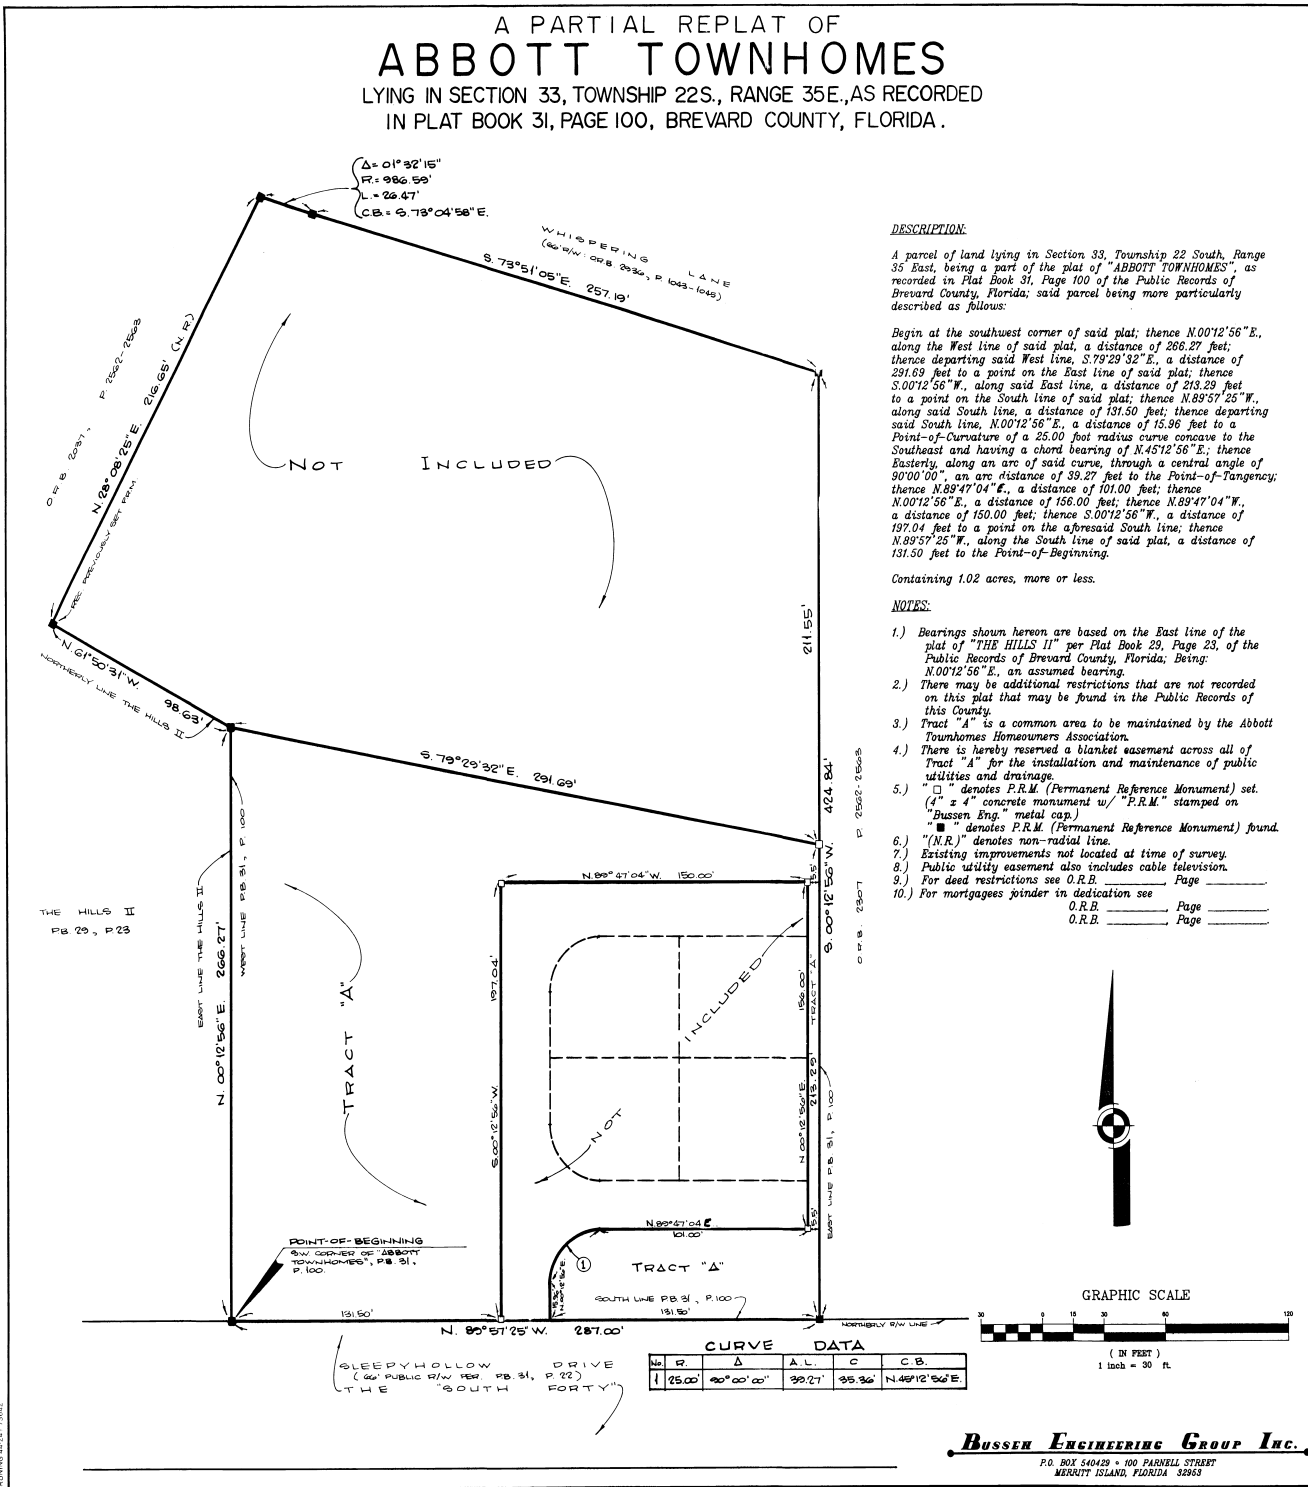 A PARTIAL REPLAT OF
ABBOTT TOWNHOMES
LYING IN SECTION 33, TOWNSHIP 22S., RANGE 35E., AS RECORDED
IN PLAT BOOK 31, PAGE 100, BREVARD COUNTY, FLORIDA.
Δ= 01°32'15"
R.= 986.59'
L.= 26.47'
C.B.= S. 73°04'58" E.
WHISPERING LANE
(66' R/W: O.R.B. 2936, P. 1043-1045)
S. 73°51'05" E. 257.19'
O.R.B. 2037, P. 2562-2563
N. 28°08'25" E. 216.65' (N.R.)
REC PREVIOUSLY SET P.R.M.
NOT INCLUDED
N. 61°50'31" W. 98.63'
NORTHERLY LINE THE HILLS II
S. 79°29'32" E. 291.69'
211.55'
S. 00°12'56" W. 424.84'
O.R.B. 2307 P. 2562-2563
THE HILLS II
P.B. 29, P. 23
EAST LINE THE HILLS II
N. 00°12'56" E. 266.27'
WEST LINE P.B. 31, P. 100
TRACT "A"
N. 89°47'04" W. 150.00'
5.5'
197.04'
S. 00°12'56" W.
NOT INCLUDED
156.00'
N. 00°12'56" E.
TRACT "A"
213.29'
EAST LINE P.B. 31, P. 100
5.5'
N. 89°47'04 E
101.00'
1
TRACT "A"
15.96'
N. 00°12'56" E.
SOUTH LINE P.B. 31, P. 100
131.50'
POINT-OF-BEGINNING
S.W. CORNER OF "ABBOTT
TOWNHOMES", P.B. 31,
P. 100.
131.50'
N. 89°57'25" W. 287.00'
NORTHERLY R/W LINE
SLEEPYHOLLOW DRIVE
(66' PUBLIC R/W PER. P.B. 31, P. 22)
THE "SOUTH FORTY"
CURVE DATA
No. R. Δ A.L. C C.B.
1 25.00' 90°00'00" 39.27' 35.36' N.45°12'56"E.
DESCRIPTION:
A parcel of land lying in Section 33, Township 22 South, Range
35 East, being a part of the plat of "ABBOTT TOWNHOMES", as
recorded in Plat Book 31, Page 100 of the Public Records of
Brevard County, Florida; said parcel being more particularly
described as follows:
Begin at the southwest corner of said plat; thence N.00°12'56"E.,
along the West line of said plat, a distance of 266.27 feet;
thence departing said West line, S.79°29'32"E., a distance of
291.69 feet to a point on the East line of said plat; thence
S.00°12'56"W., along said East line, a distance of 213.29 feet
to a point on the South line of said plat; thence N.89°57'25"W.,
along said South line, a distance of 131.50 feet; thence departing
said South line, N.00°12'56"E., a distance of 15.96 feet to a
Point-of-Curvature of a 25.00 foot radius curve concave to the
Southeast and having a chord bearing of N.45°12'56"E.; thence
Easterly, along an arc of said curve, through a central angle of
90°00'00", an arc distance of 39.27 feet to the Point-of-Tangency;
thence N.89°47'04"E., a distance of 101.00 feet; thence
N.00°12'56"E., a distance of 156.00 feet; thence N.89°47'04"W.,
a distance of 150.00 feet; thence S.00°12'56"W., a distance of
197.04 feet to a point on the aforesaid South line; thence
N.89°57'25"W., along the South line of said plat, a distance of
131.50 feet to the Point-of-Beginning.
Containing 1.02 acres, more or less.
NOTES:
1.) Bearings shown hereon are based on the East line of the
plat of "THE HILLS II" per Plat Book 29, Page 23, of the
Public Records of Brevard County, Florida; Being:
N.00°12'56"E., an assumed bearing.
2.) There may be additional restrictions that are not recorded
on this plat that may be found in the Public Records of
this County.
3.) Tract "A" is a common area to be maintained by the Abbott
Townhomes Homeowners Association.
4.) There is hereby reserved a blanket easement across all of
Tract "A" for the installation and maintenance of public
utilities and drainage.
5.) " □ " denotes P.R.M. (Permanent Reference Monument) set.
(4" x 4" concrete monument w/ "P.R.M." stamped on
"Bussen Eng." metal cap.)
" ■ " denotes P.R.M. (Permanent Reference Monument) found.
6.) "(N.R.)" denotes non-radial line.
7.) Existing improvements not located at time of survey.
8.) Public utility easement also includes cable television.
9.) For deed restrictions see O.R.B. ________, Page ________.
10.) For mortgagees joinder in dedication see
O.R.B. ________, Page ________.
O.R.B. ________, Page ________.
GRAPHIC SCALE
30 0 15 30 60 120
( IN FEET )
1 inch = 30 ft.
BUSSEN ENGINEERING GROUP INC.
P.O. BOX 540429 • 100 PARNELL STREET
MERRITT ISLAND, FLORIDA 32953